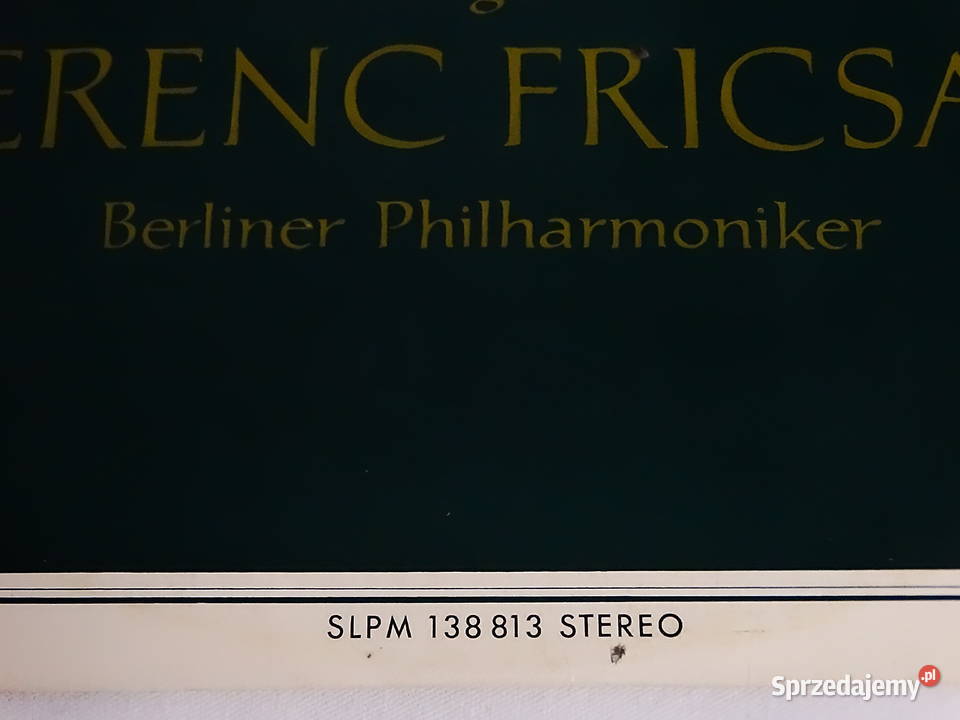 g
ERENC FRICSA
Berliner Philharmoniker
SLPM 138 813 STEREO
Sprzedajemy.pl